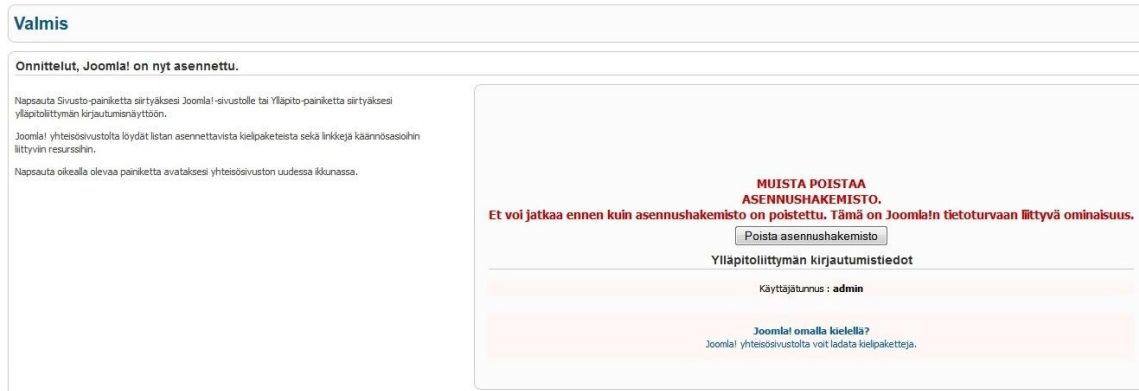 Valmis
Onnittelut, Joomla! on nyt asennettu.
Napsauta Sivusto-painiketta siirtyäksesi Joomla!-sivustolle tai Ylläpito-painiketta siirtyäksesi
ylläpitoliittymän kirjautumisnäyttöön.
Joomla! yhteisösivustolta löydät listan asennettavista kielipaketeista sekä linkkejä käännösasioihin
liittyviin resurssihin.
Napsauta oikealla olevaa painiketta avataksesi yhteisösivuston uudessa ikkunassa.
MUISTA POISTAA
ASENNUSHAKEMISTO.
Et voi jatkaa ennen kuin asennushakemisto on poistettu. Tämä on Joomla!n tietoturvaan liittyvä ominaisuus.
Poista asennushakemisto
Ylläpitoliittymän kirjautumistiedot
Käyttäjätunnus : admin
Joomla! omalla kielellä?
Joomla! yhteisösivustolta voit ladata kielipaketteja.